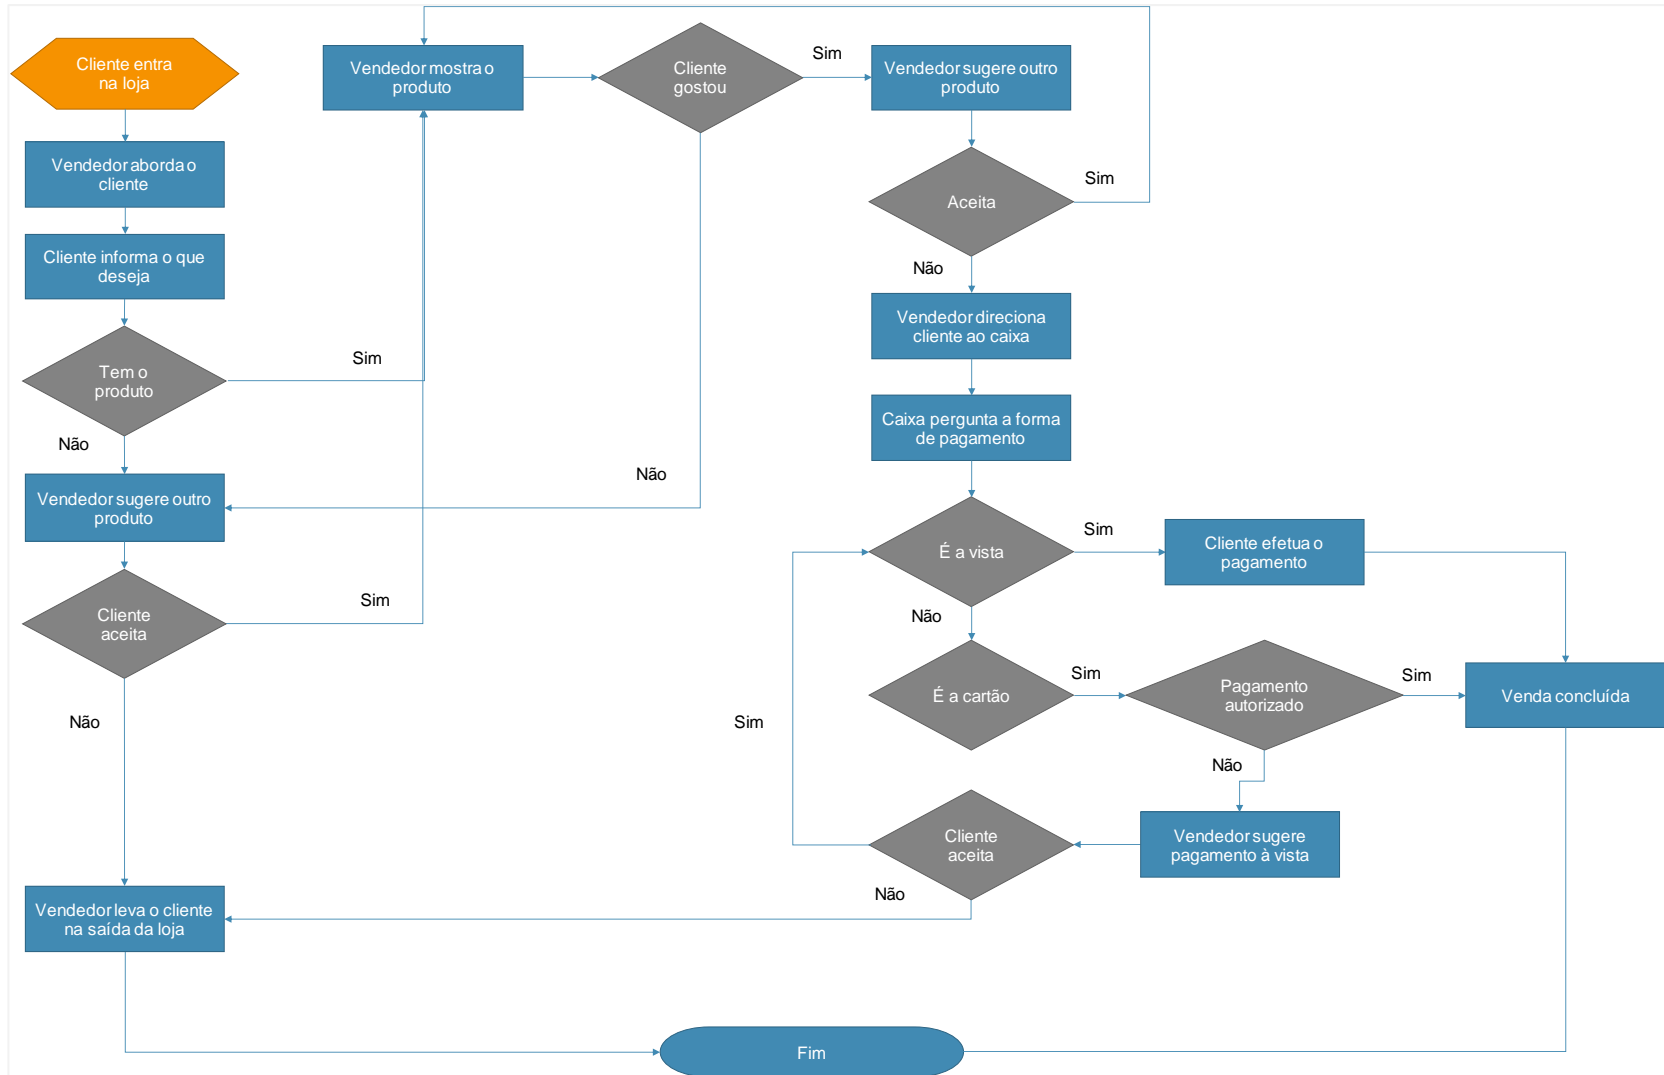 Cliente entra
na loja
Vendedor aborda o
cliente
Cliente informa o que
deseja
Tem o
produto
Sim
Não
Vendedor sugere outro
produto
Cliente
aceita
Sim
Não
Vendedor leva o cliente
na saída da loja
Vendedor mostra o
produto
Cliente
gostou
Sim
Não
Vendedor sugere outro
produto
Aceita
Sim
Não
Vendedor direciona
cliente ao caixa
Caixa pergunta a forma
de pagamento
É a vista
Sim
Cliente efetua o
pagamento
Não
É a cartão
Sim
Pagamento
autorizado
Sim
Venda concluída
Não
Vendedor sugere
pagamento à vista
Cliente
aceita
Sim
Não
Fim